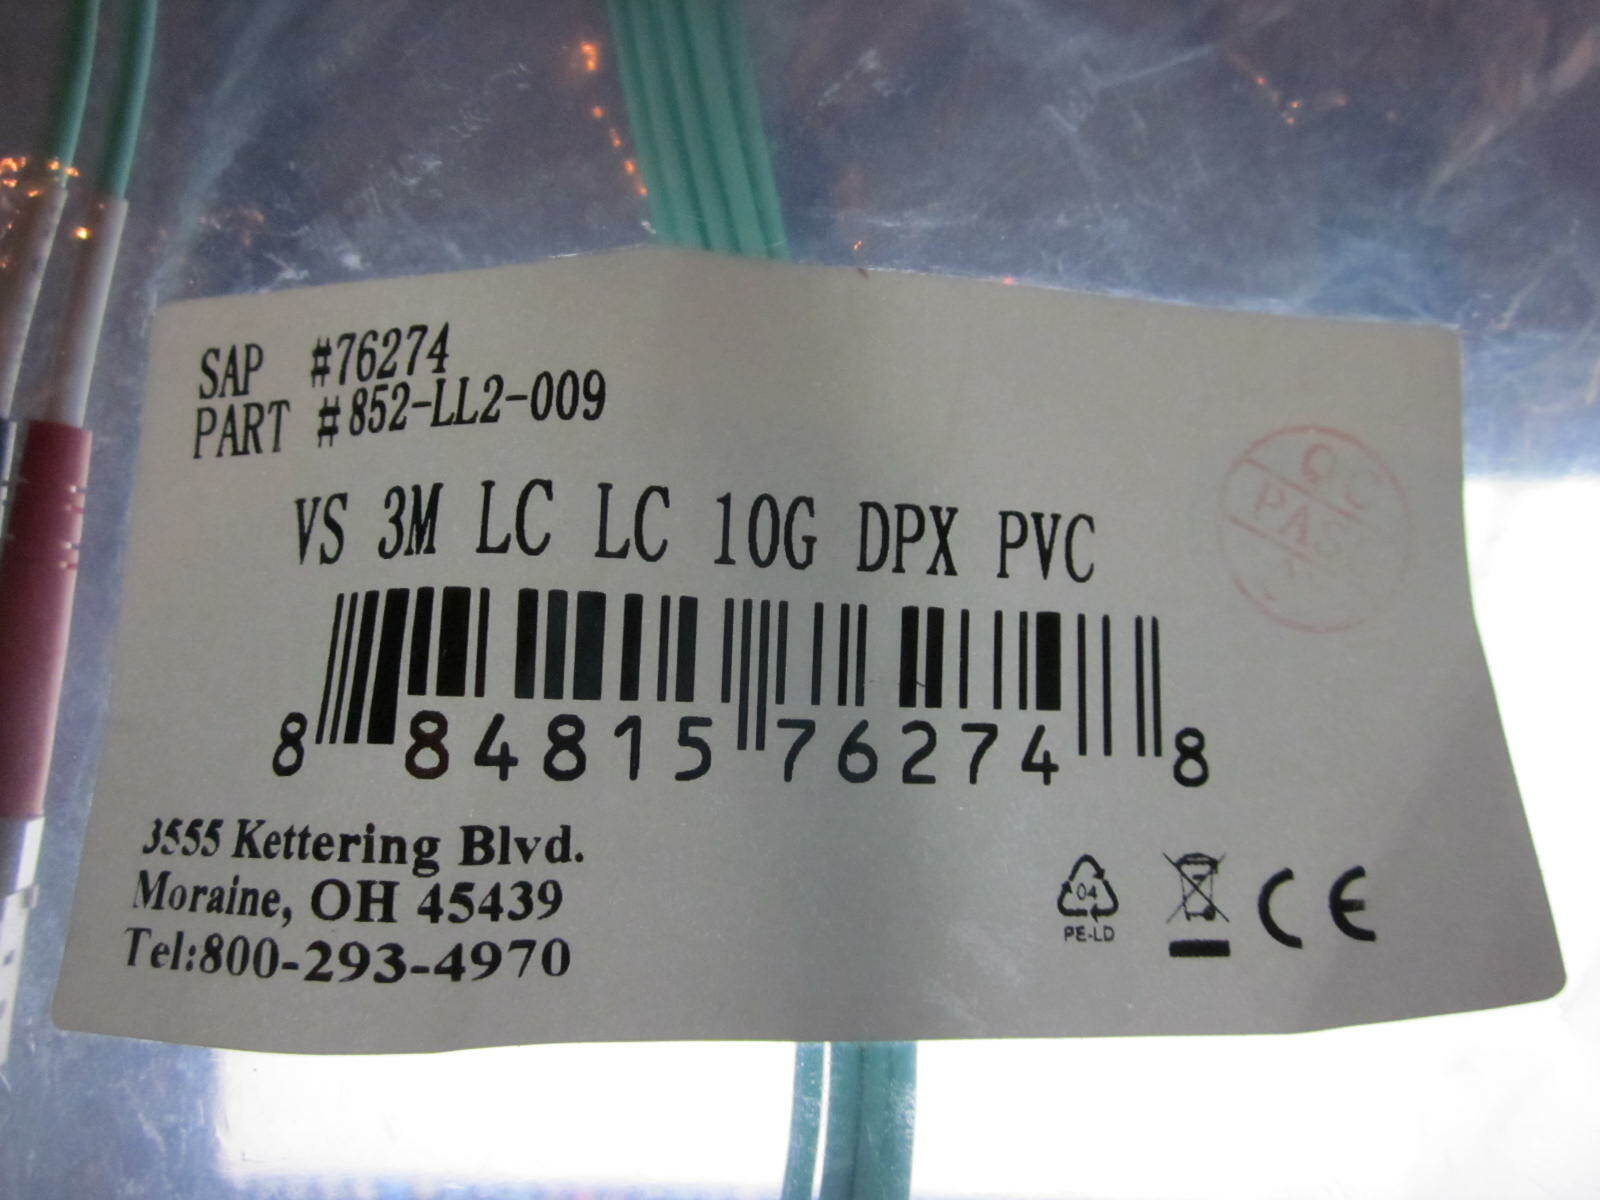 SAP #76274
PART #852-LL2-009
VS 3M LC LC 10G DPX PVC
8 84815 76274 8
3555 Kettering Blvd.
Moraine, OH 45439
Tel:800-293-4970
04
PE-LD
CE